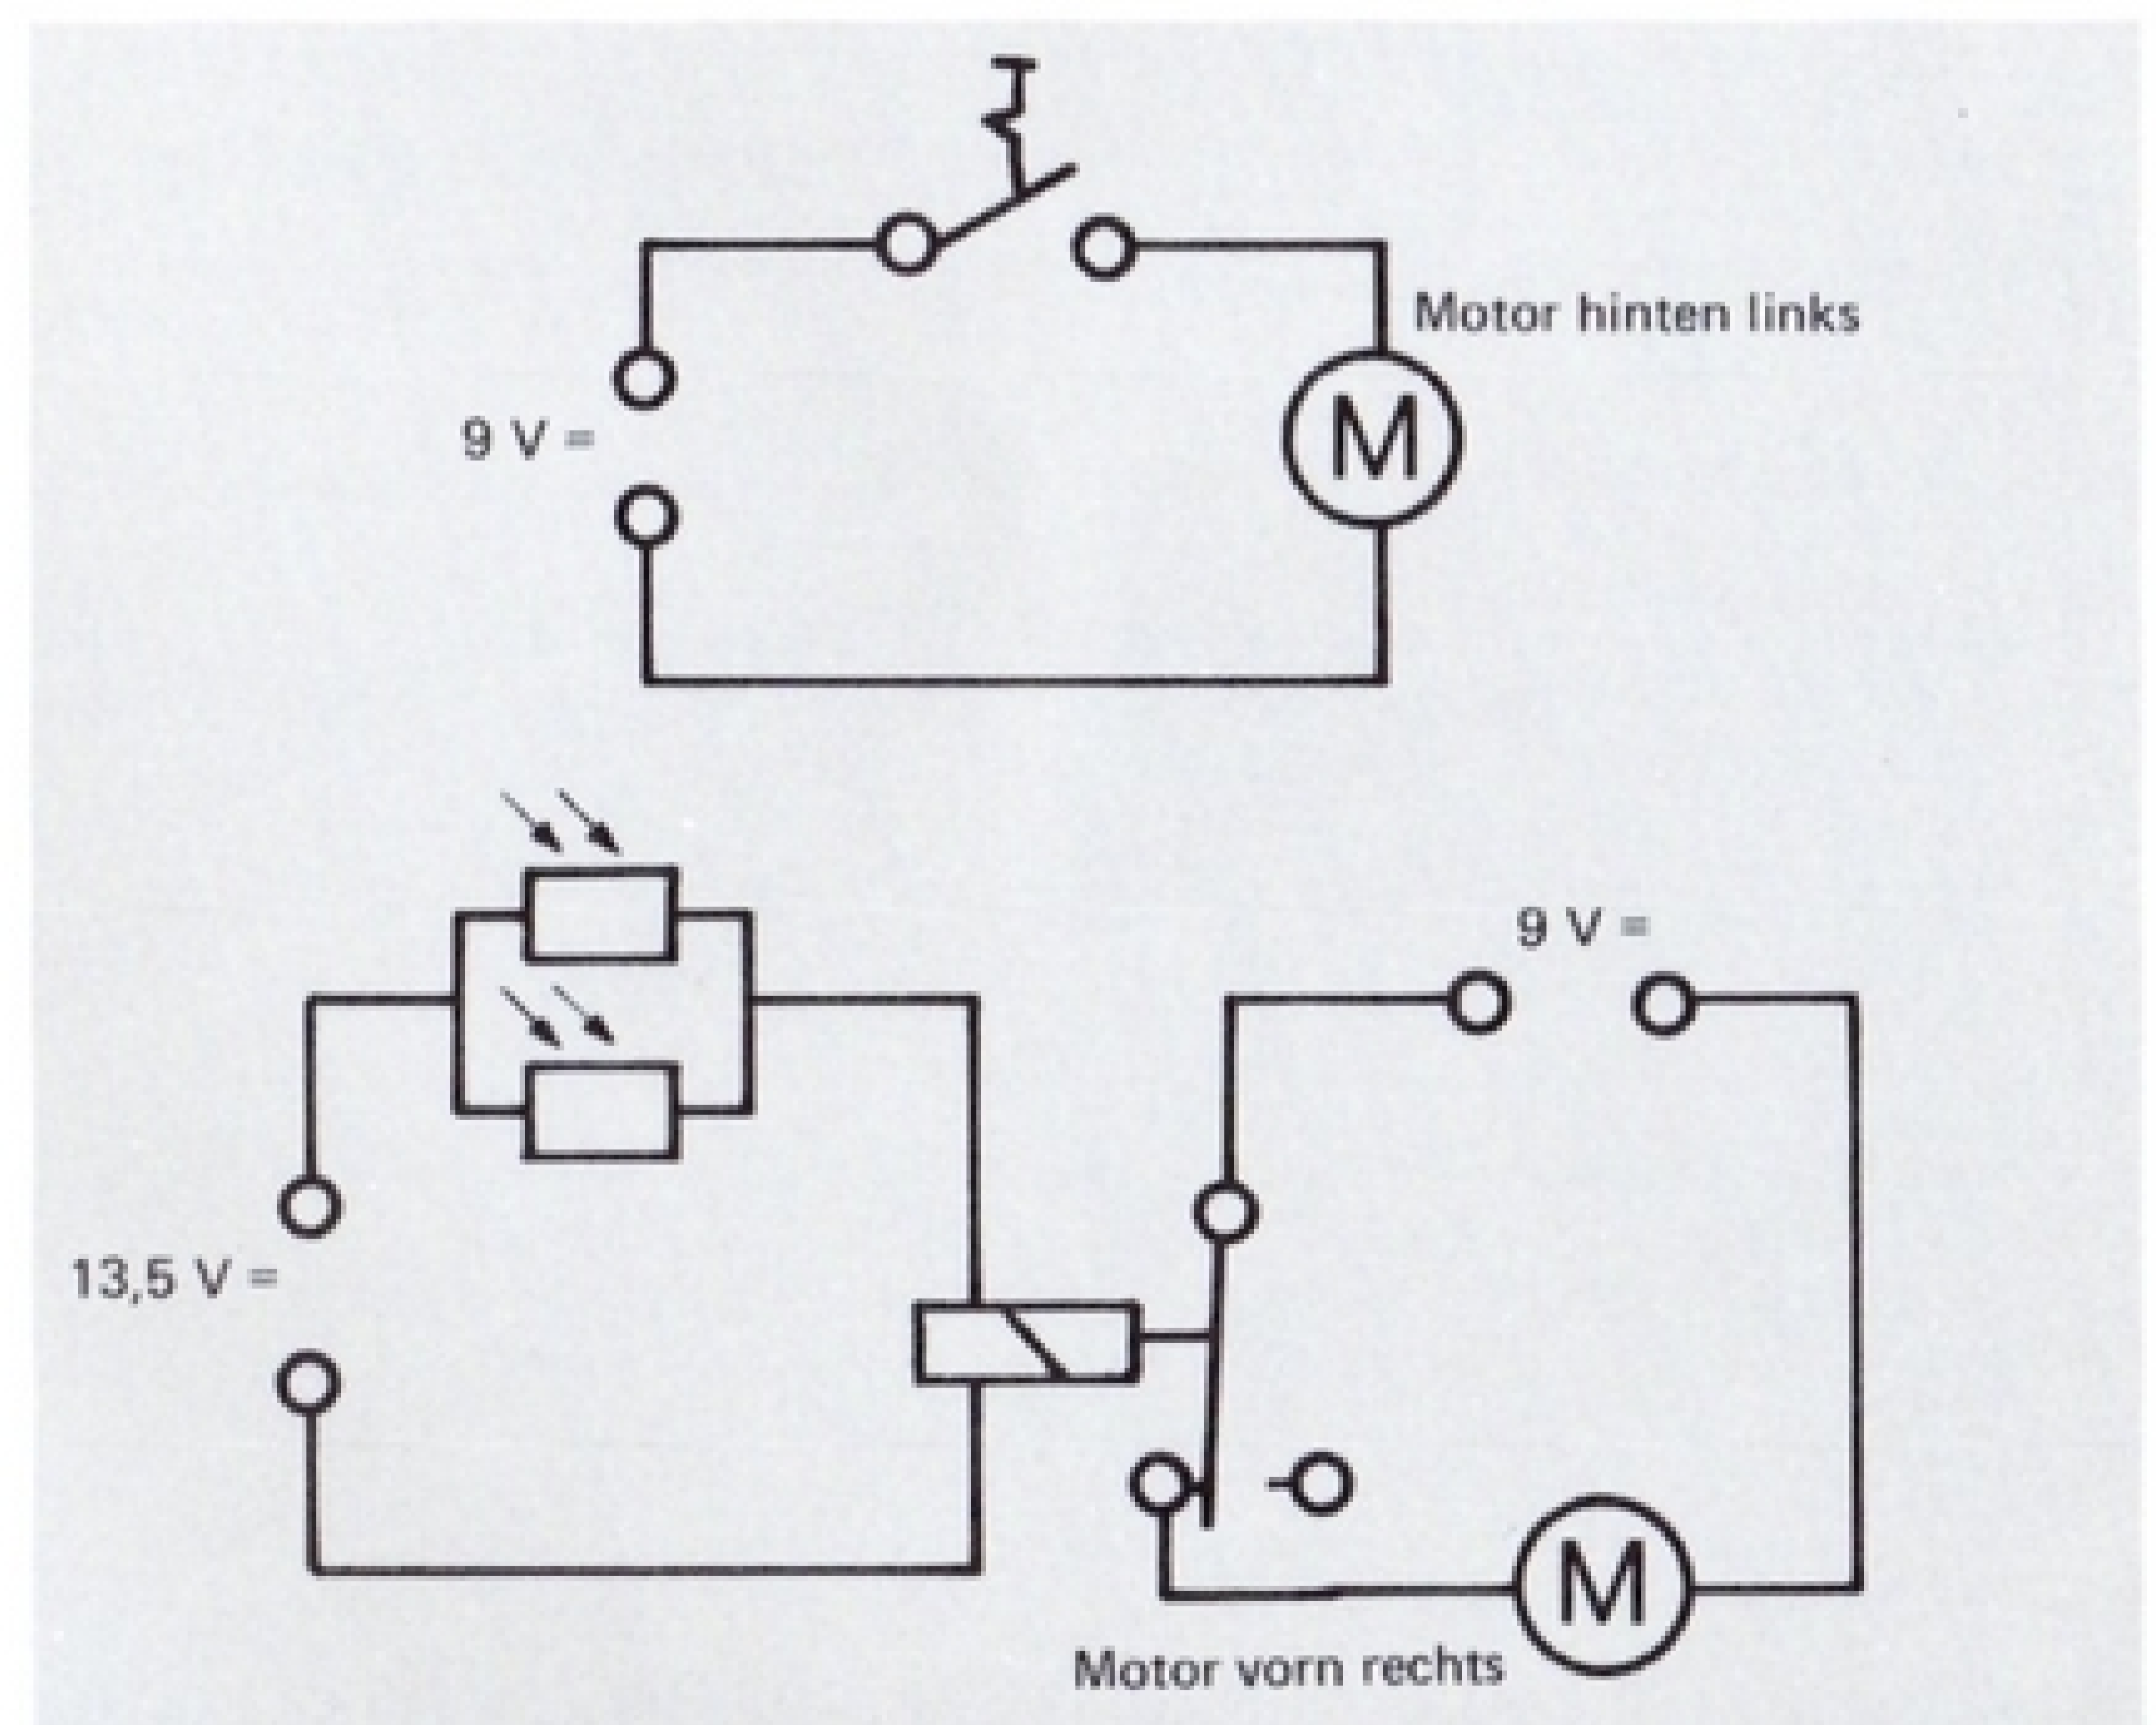 Motor hinten links
M
9 V =
9 V =
13,5 V =
M
Motor vorn rechts